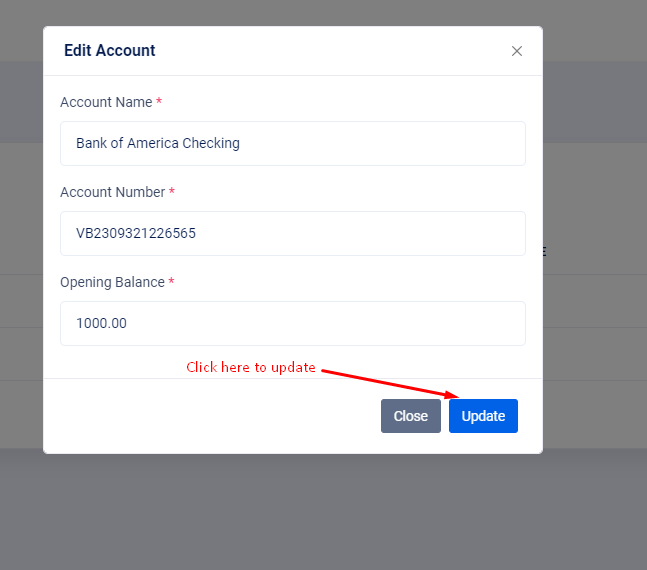 Edit Account
Account Name *
Bank of America Checking
Account Number *
VB2309321226565
Opening Balance *
1000.00
Click here to update
Close Update